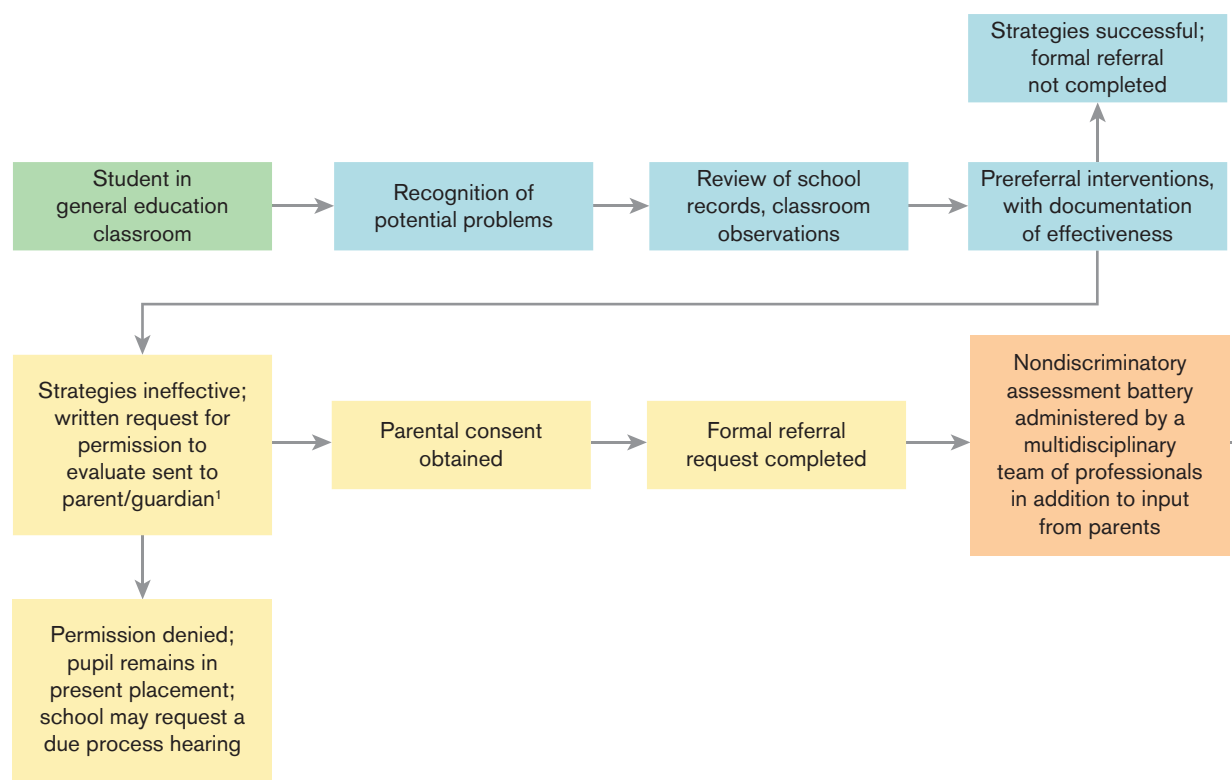 Strategies successful;
formal referral
not completed
Student in
general education
classroom
Recognition of
potential problems
Review of school
records, classroom
observations
Prereferral interventions,
with documentation
of effectiveness
Strategies ineffective;
written request for
permission to
evaluate sent to
parent/guardian¹
Parental consent
obtained
Formal referral
request completed
Nondiscriminatory
assessment battery
administered by a
multidisciplinary
team of professionals
in addition to input
from parents
Permission denied;
pupil remains in
present placement;
school may request a
due process hearing